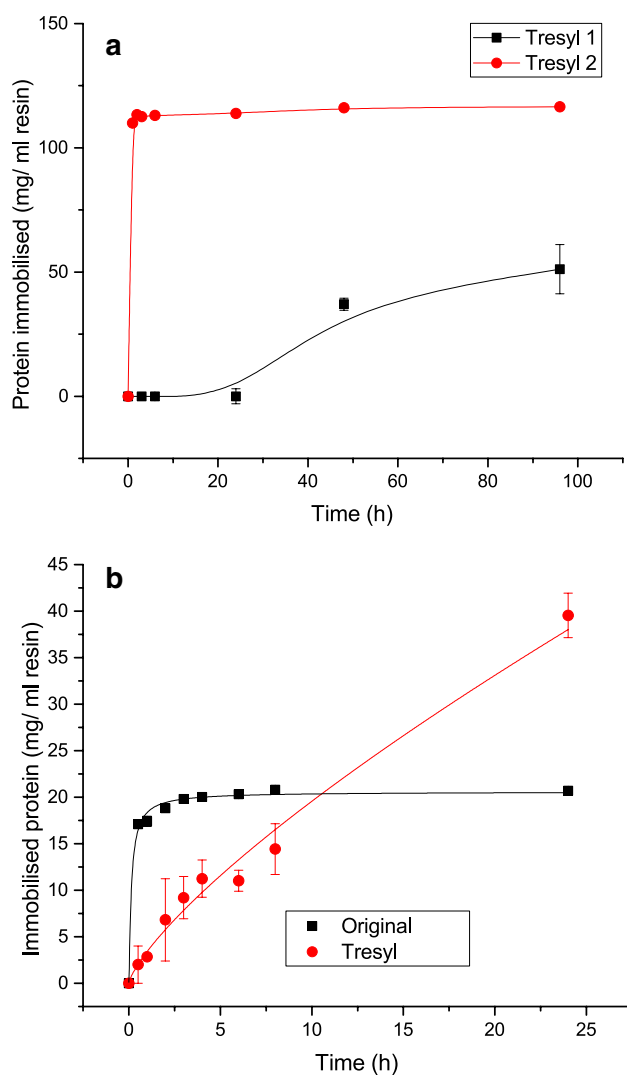 a
Tresyl 1
Tresyl 2
150
100
50
0
Protein immobilised (mg/ ml resin)
0 20 40 60 80 100
Time (h)
b
45
40
35
30
25
20
15
10
5
0
Immobilised protein (mg/ ml resin)
Original
Tresyl
0 5 10 15 20 25
Time (h)